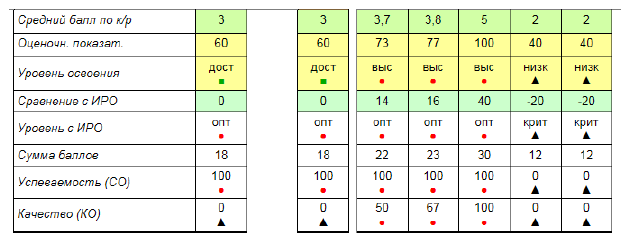 Средний балл по к/р 3 3 3,7 3,8 5 2 2
Оценочн. показат. 60 60 73 77 100 40 40
Уровень освоения дост дост выс выс выс низк низк
Сравнение с ИРО 0 0 14 16 40 -20 -20
Уровень с ИРО опт опт опт опт опт крит крит
Сумма баллов 18 18 22 23 30 12 12
Успеваемость (СО) 100 100 100 100 100 0 0
Качество (КО) 0 0 50 67 100 0 0